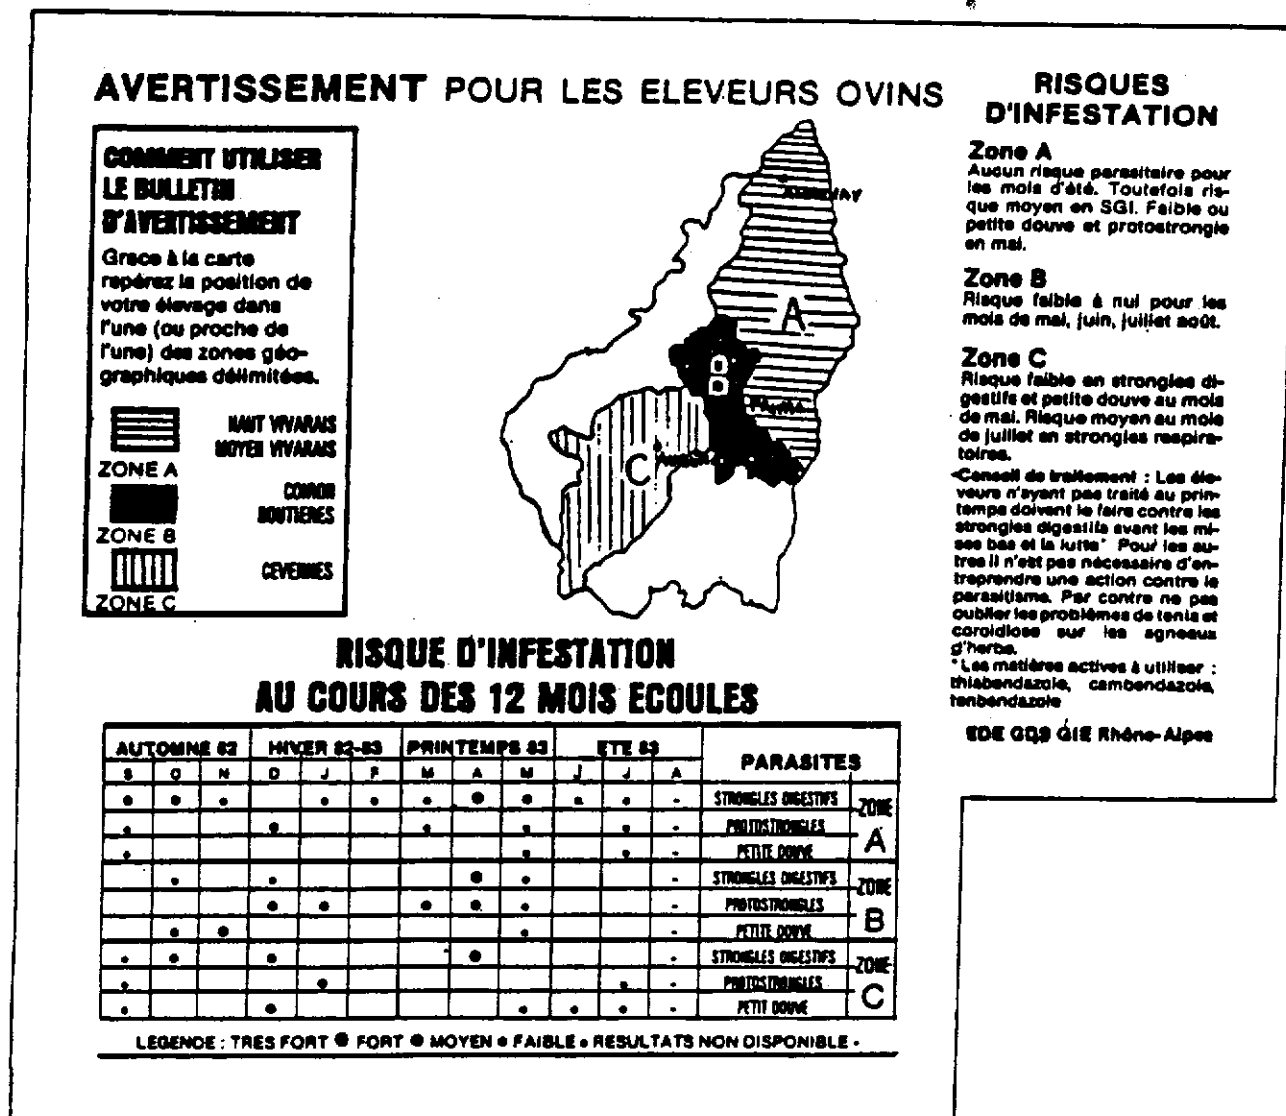 AVERTISSEMENT POUR LES ELEVEURS OVINS
COMMENT UTILISER
LE BULLETIN
D'AVERTISSEMENT
Grace à la carte
repérez la position de
votre élevage dans
l'une (ou proche de
l'une) des zones géo-
graphiques délimitées.
HAUT VIVARAIS
MOYEN VIVARAIS
ZONE A
COIRON
BOUTIERES
ZONE B
CEVENNES
ZONE C
A
B
C
RISQUES
D'INFESTATION
Zone A
Aucun risque parasitaire pour
les mois d'été. Toutefois ris-
que moyen en SGI. Faible ou
petite douve et protostrongle
en mai.
Zone B
Risque faible à nul pour les
mois de mai, juin, juillet août.
Zone C
Risque faible en strongles di-
gestifs et petite douve au mois
de mai. Risque moyen au mois
de juillet en strongles respira-
toires.
<Conseil de traitement : Les éle-
veurs n'ayant pas traité au prin-
temps doivent le faire contre les
strongles digestifs avant les mi-
ses bas et la lutte* Pour les au-
tres il n'est pas nécessaire d'en-
treprendre une action contre le
parasitisme. Par contre ne pas
oublier les problèmes de tenia et
coroidiose sur les agneaux
d'herbe.
*Les matières actives à utiliser :
thiabendazole, cambendazole,
fenbendazole
EDE GDS GIE Rhône-Alpes
RISQUE D'INFESTATION
AU COURS DES 12 MOIS ECOULES
AUTOMNE 82 HIVER 82-83 PRINTEMPS 83 ETE 83 PARASITES
S O N D J F M A M J J A
STRONGLES DIGESTIFS ZONE
PROTOSTRONGLES A
PETITE DOUVE
STRONGLES DIGESTIFS ZONE
PROTOSTRONGLES B
PETITE DOUVE
STRONGLES DIGESTIFS ZONE
PROTOSTRONGLES C
PETIT DOUVE
LEGENDE : TRES FORT ● FORT ● MOYEN ● FAIBLE • RESULTATS NON DISPONIBLE -